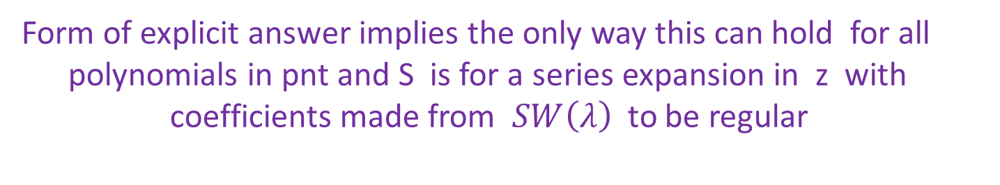 Form of explicit answer implies the only way this can hold for all
polynomials in pnt and S is for a series expansion in z with
coefficients made from SW(λ) to be regular